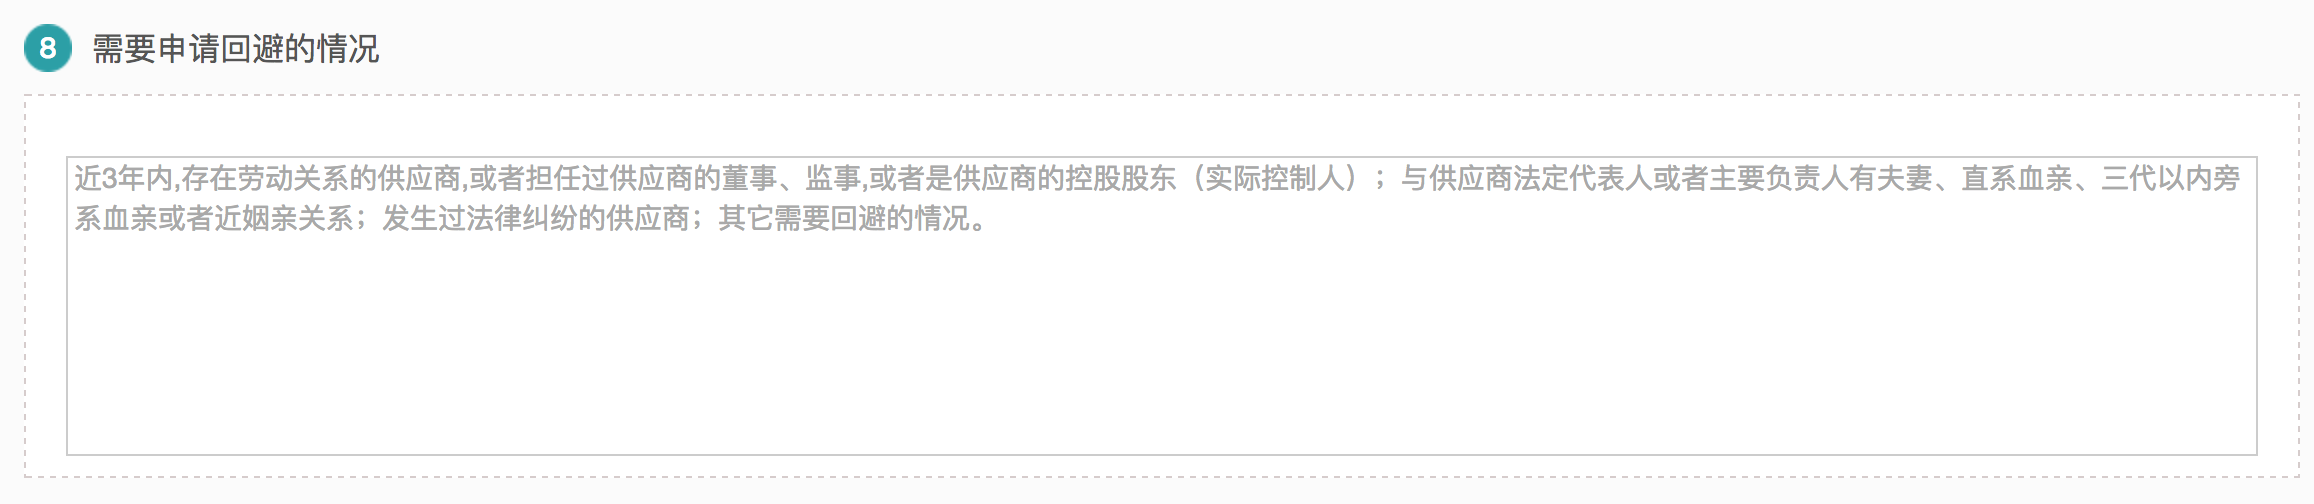 8 需要申请回避的情况
近3年内,存在劳动关系的供应商,或者担任过供应商的董事、监事,或者是供应商的控股股东（实际控制人）；与供应商法定代表人或者主要负责人有夫妻、直系血亲、三代以内旁
系血亲或者近姻亲关系；发生过法律纠纷的供应商；其它需要回避的情况。